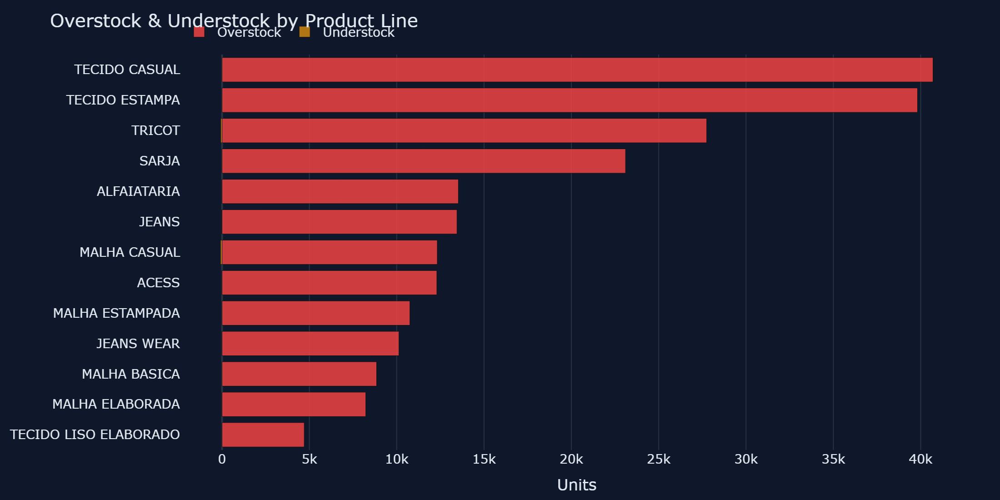 Overstock & Understock by Product Line
Overstock Understock
TECIDO CASUAL
TECIDO ESTAMPA
TRICOT
SARJA
ALFAIATARIA
JEANS
MALHA CASUAL
ACESS
MALHA ESTAMPADA
JEANS WEAR
MALHA BASICA
MALHA ELABORADA
TECIDO LISO ELABORADO
0 5k 10k 15k 20k 25k 30k 35k 40k
Units